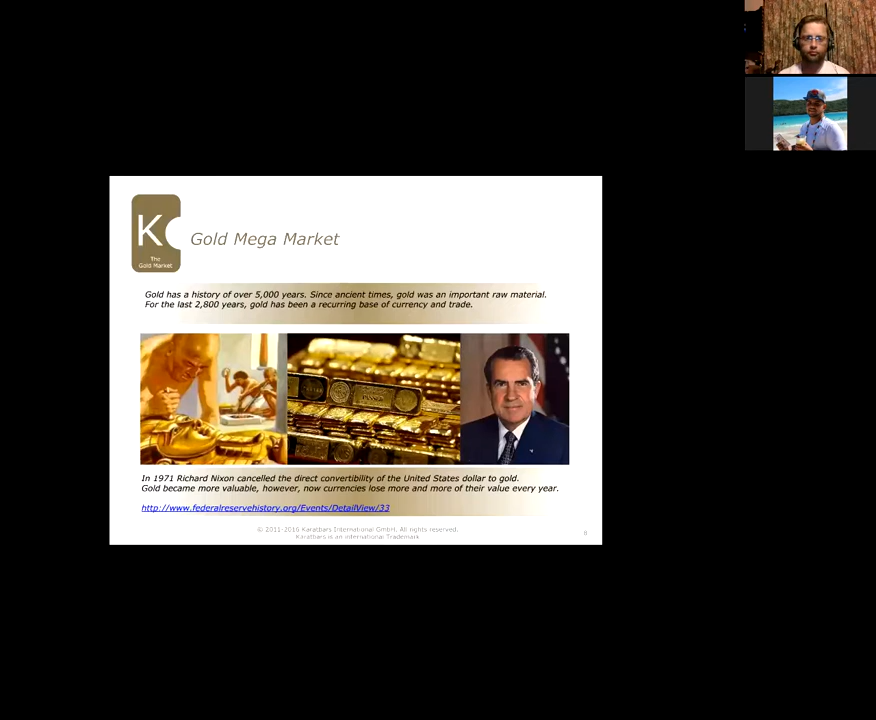 K
The
Gold Market
Gold Mega Market
Gold has a history of over 5,000 years. Since ancient times, gold was an important raw material.
For the last 2,800 years, gold has been a recurring base of currency and trade.
In 1971 Richard Nixon cancelled the direct convertibility of the United States dollar to gold.
Gold became more valuable, however, now currencies lose more and more of their value every year.
http://www.federalreservehistory.org/Events/DetailView/33
© 2011-2016 Karatbars International GmbH. All rights reserved.
Karatbars is an international Trademark
8